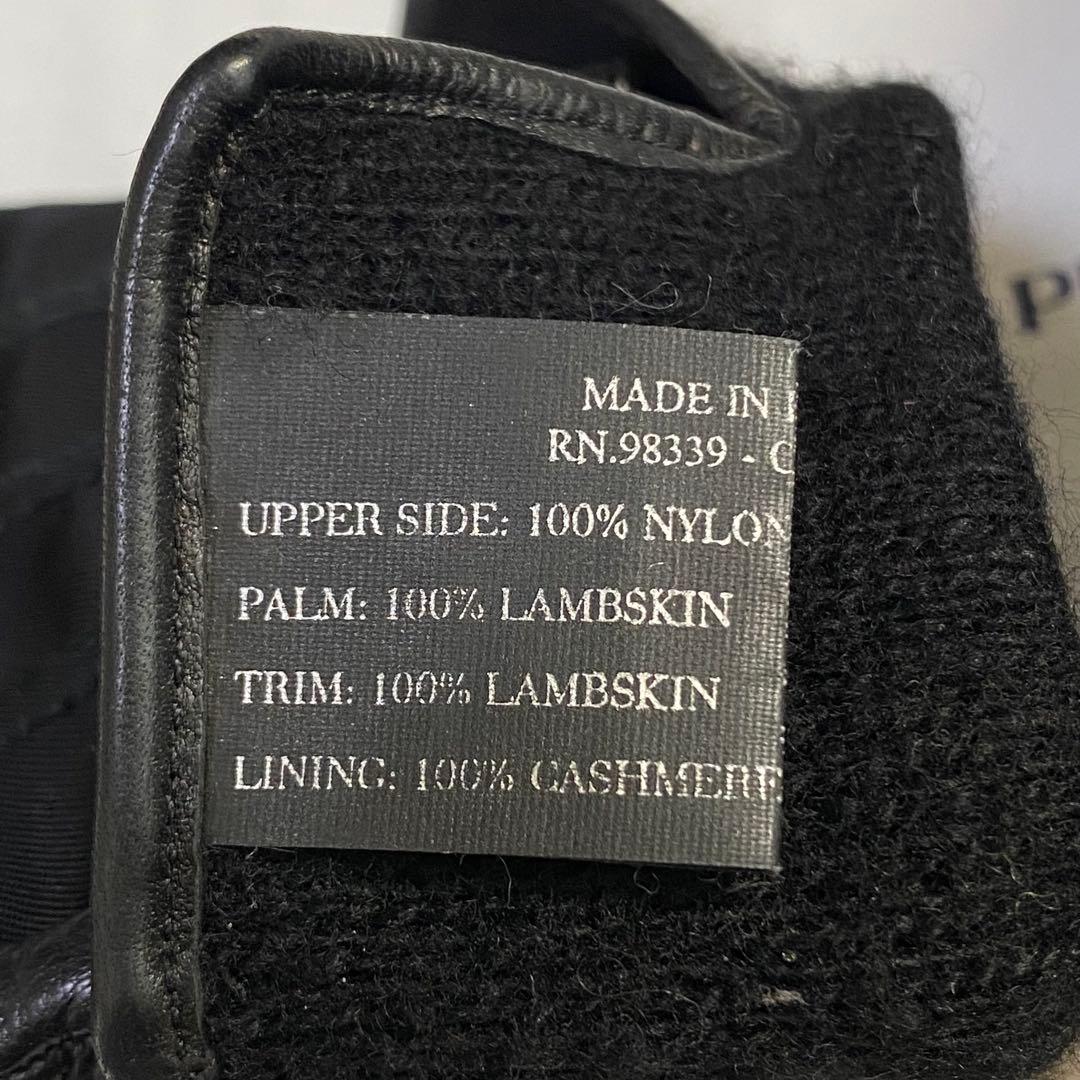 MADE IN
RN.98339 - C
UPPER SIDE: 100% NYLON
PALM: 100% LAMBSKIN
TRIM: 100% LAMBSKIN
LINING: 100% CASHMERE